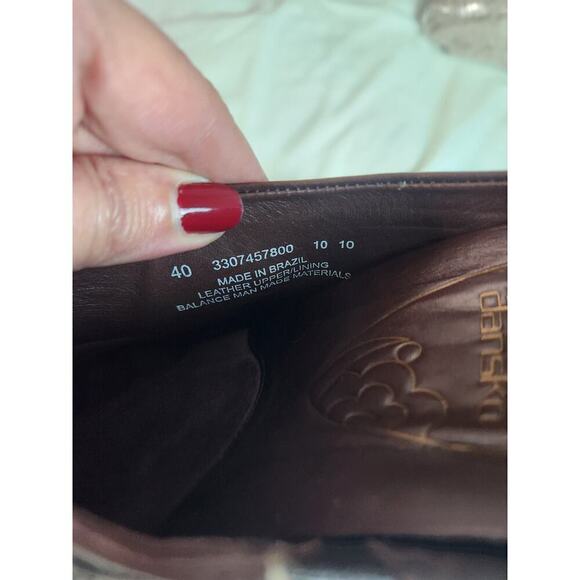 40 3307457800 10 10
MADE IN BRAZIL
LEATHER UPPER/LINING
BALANCE MAN MADE MATERIALS
dansko